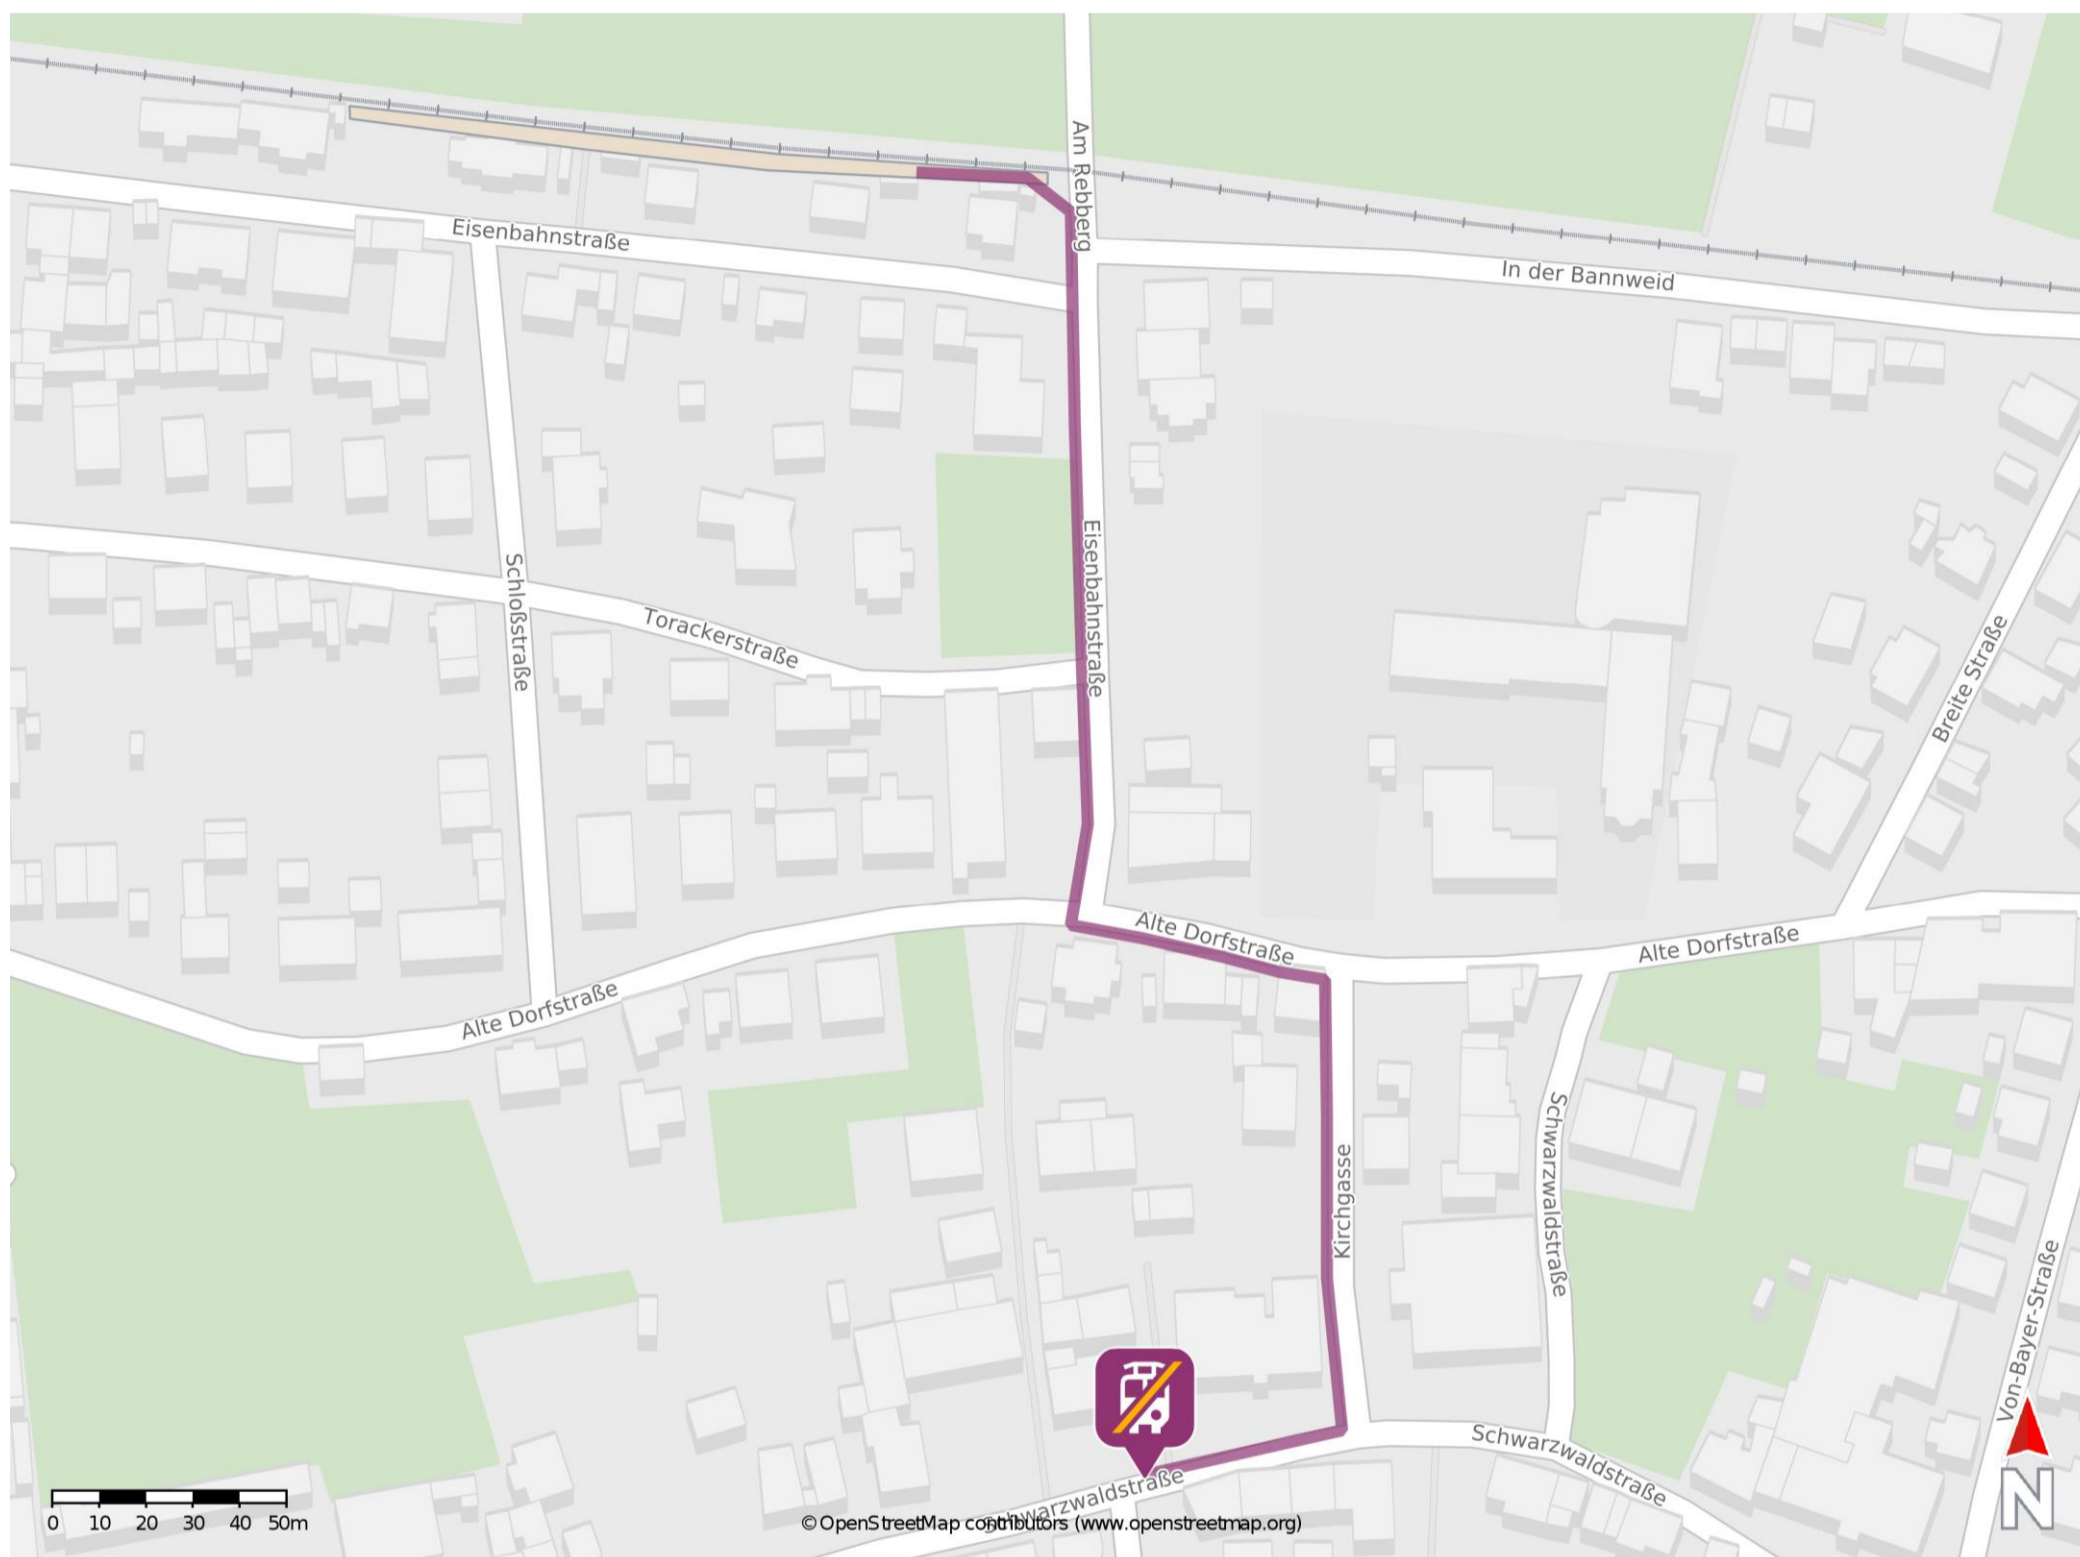 Am Rebberg
Eisenbahnstraße
In der Bannweid
Eisenbahnstraße
Schloßstraße
Torackerstraße
Breite Straße
Alte Dorfstraße
Alte Dorfstraße
Alte Dorfstraße
Schwarzwaldstraße
Kirchgasse
Von-Bayer-Straße
Schwarzwaldstraße
Schwarzwaldstraße
N
0 10 20 30 40 50m
© OpenStreetMap contributors (www.openstreetmap.org)